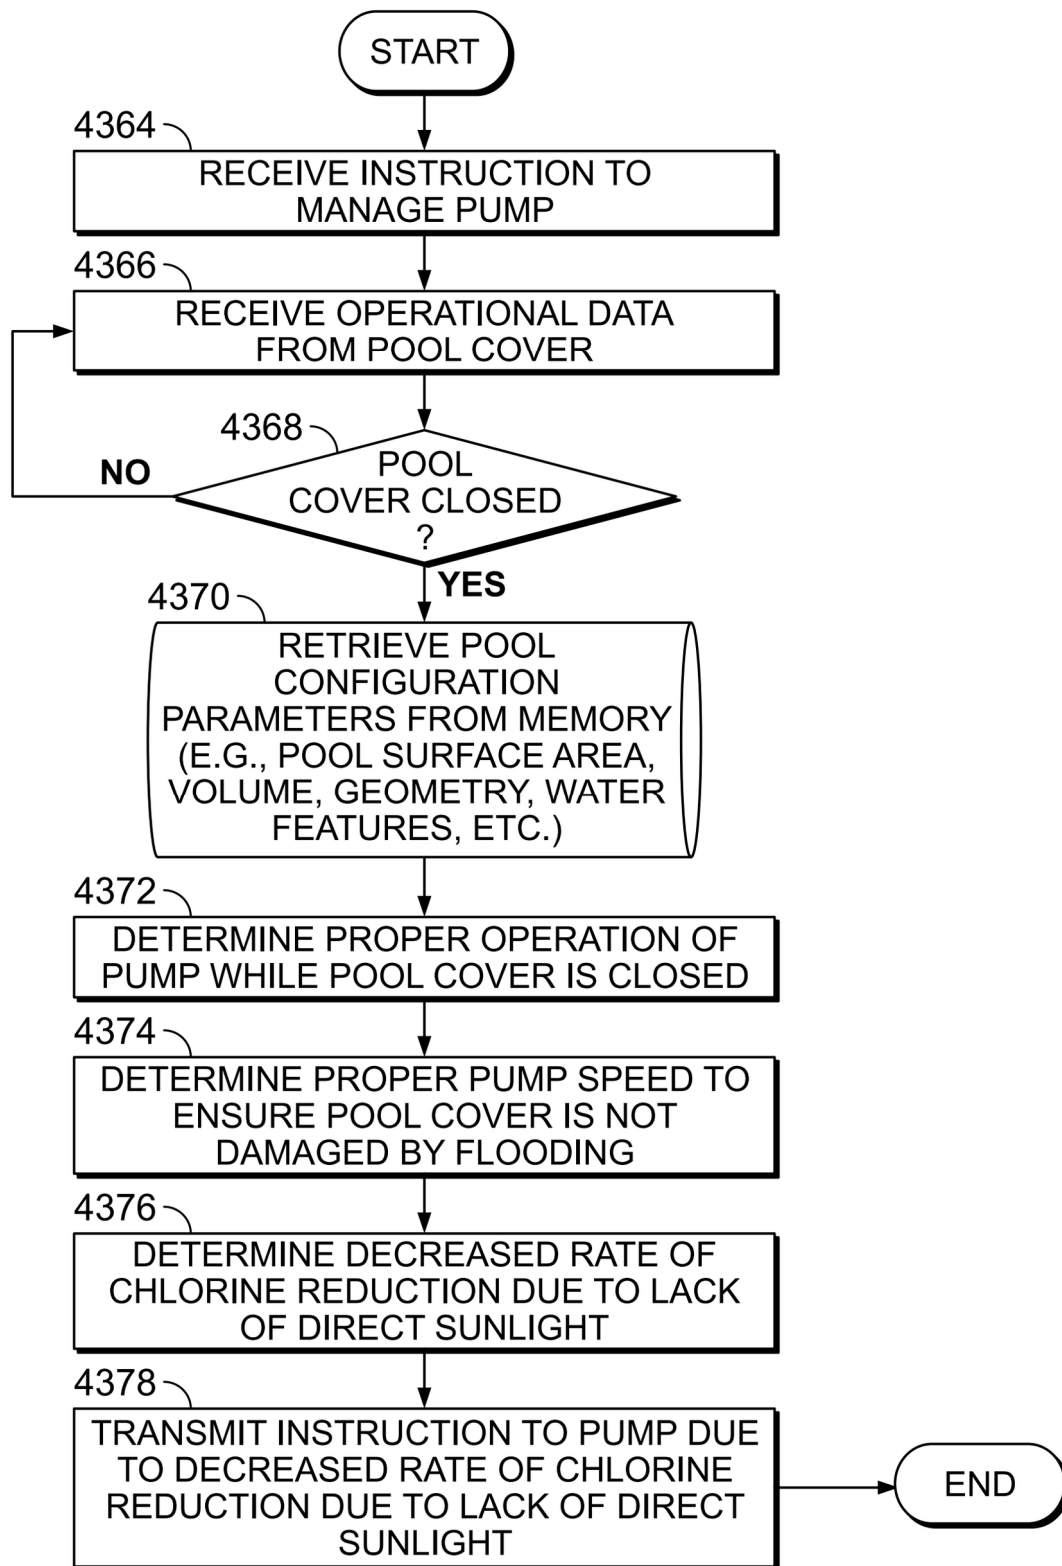 START
4364
RECEIVE INSTRUCTION TO
MANAGE PUMP
4366
RECEIVE OPERATIONAL DATA
FROM POOL COVER
4368
POOL
COVER CLOSED
?
NO
YES
4370
RETRIEVE POOL
CONFIGURATION
PARAMETERS FROM MEMORY
(E.G., POOL SURFACE AREA,
VOLUME, GEOMETRY, WATER
FEATURES, ETC.)
4372
DETERMINE PROPER OPERATION OF
PUMP WHILE POOL COVER IS CLOSED
4374
DETERMINE PROPER PUMP SPEED TO
ENSURE POOL COVER IS NOT
DAMAGED BY FLOODING
4376
DETERMINE DECREASED RATE OF
CHLORINE REDUCTION DUE TO LACK
OF DIRECT SUNLIGHT
4378
TRANSMIT INSTRUCTION TO PUMP DUE
TO DECREASED RATE OF CHLORINE
REDUCTION DUE TO LACK OF DIRECT
SUNLIGHT
END